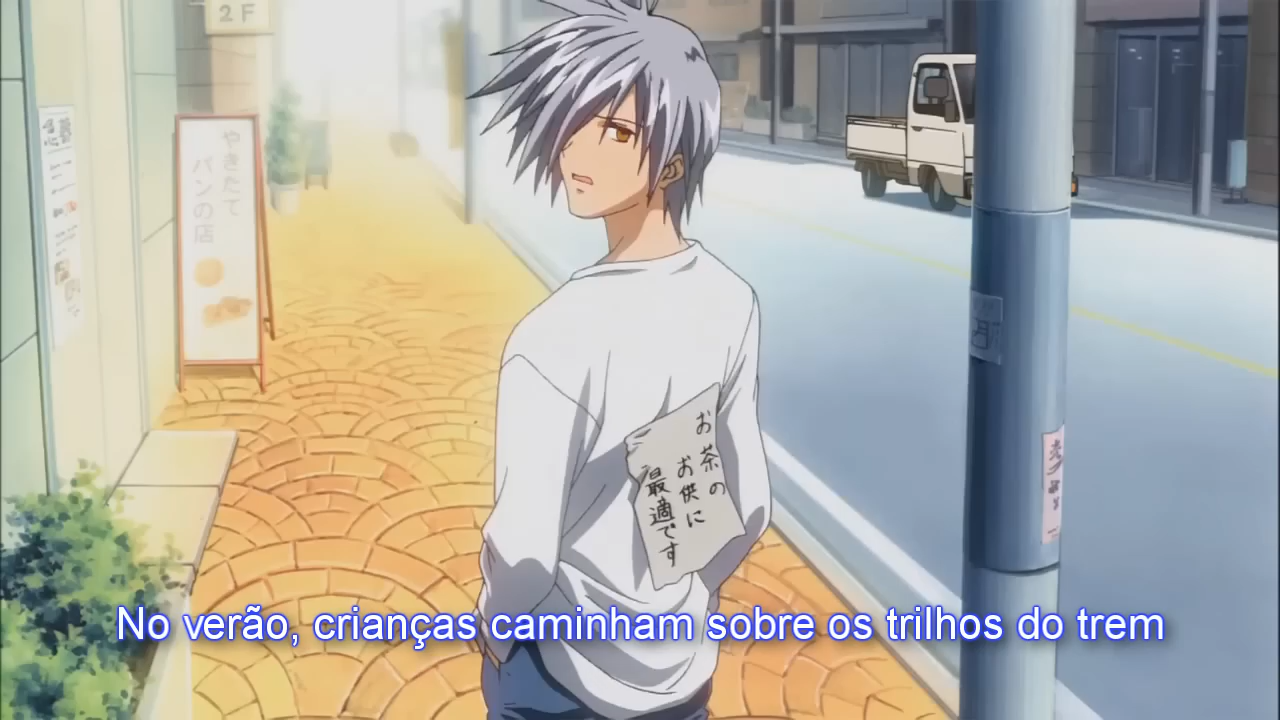 2F
やきたて
パンの店
お茶の
お供に
最適です
No verão, crianças caminham sobre os trilhos do trem